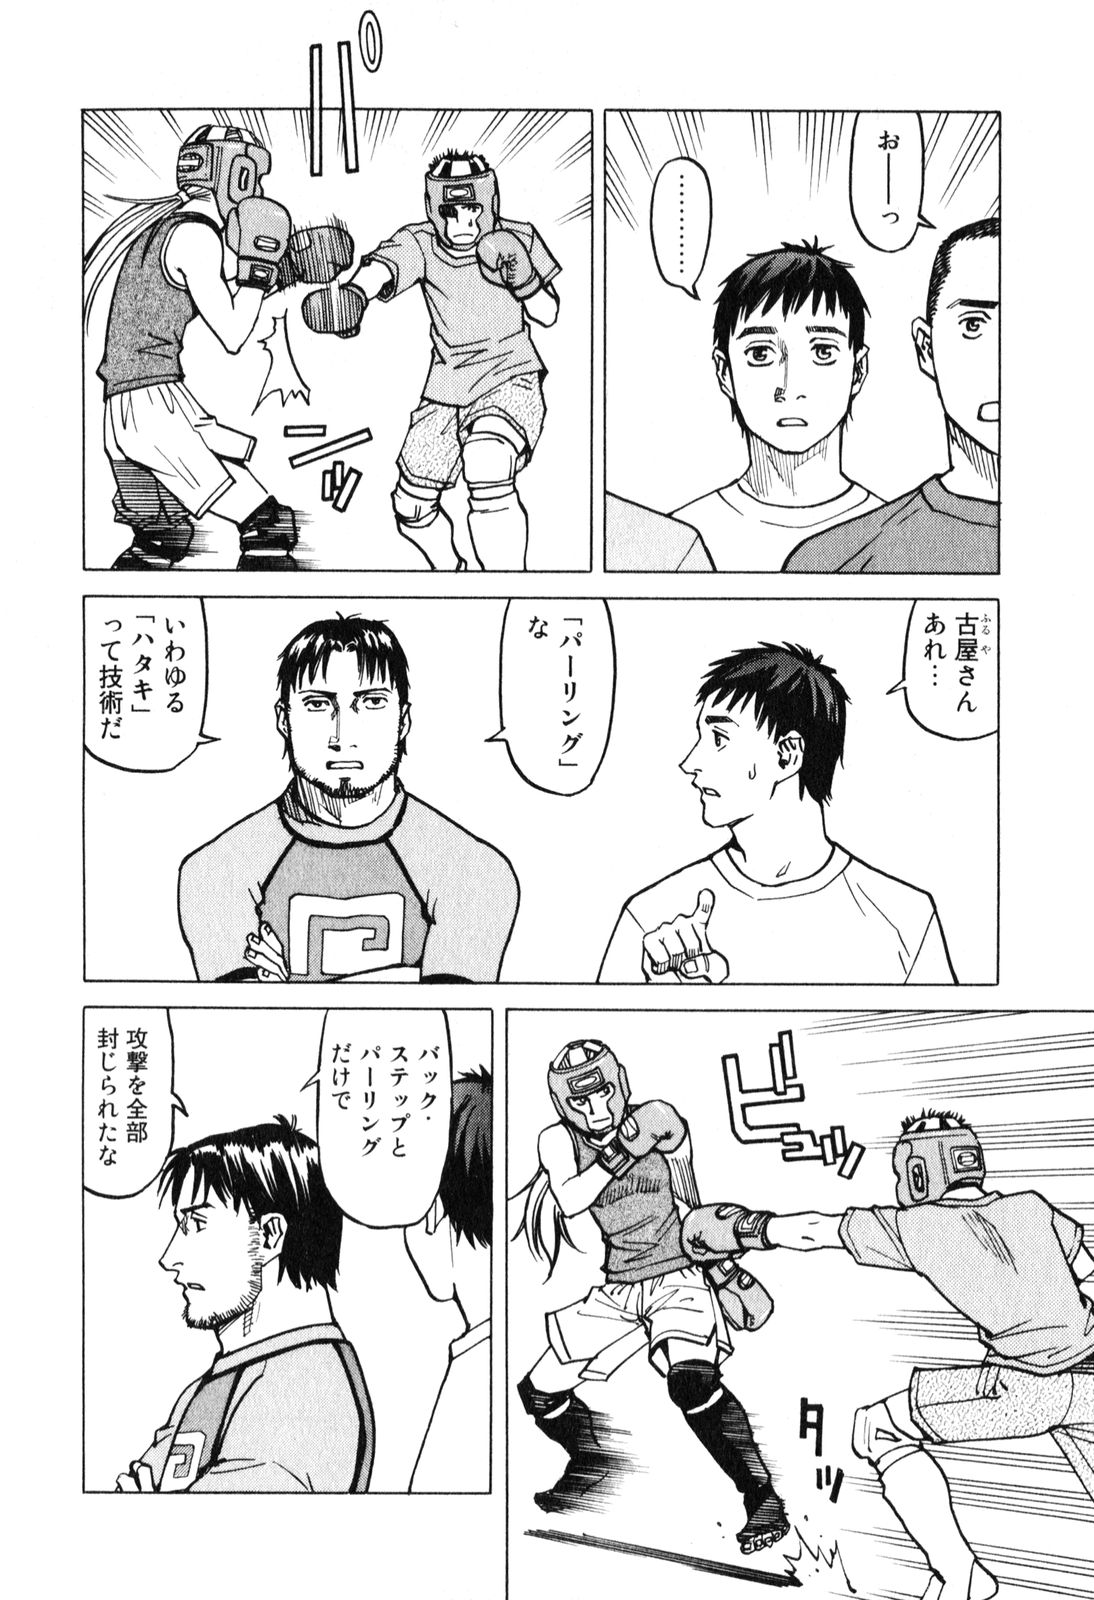 おーーっ
………
パパ
ニッ
古屋さん
ふるや
あれ…
「パーリング」
な
いわゆる
「ハタキ」
って技術だ
ビュッ
タッ
バック・
ステップと
パーリング
だけで
攻撃を全部
封じられたな